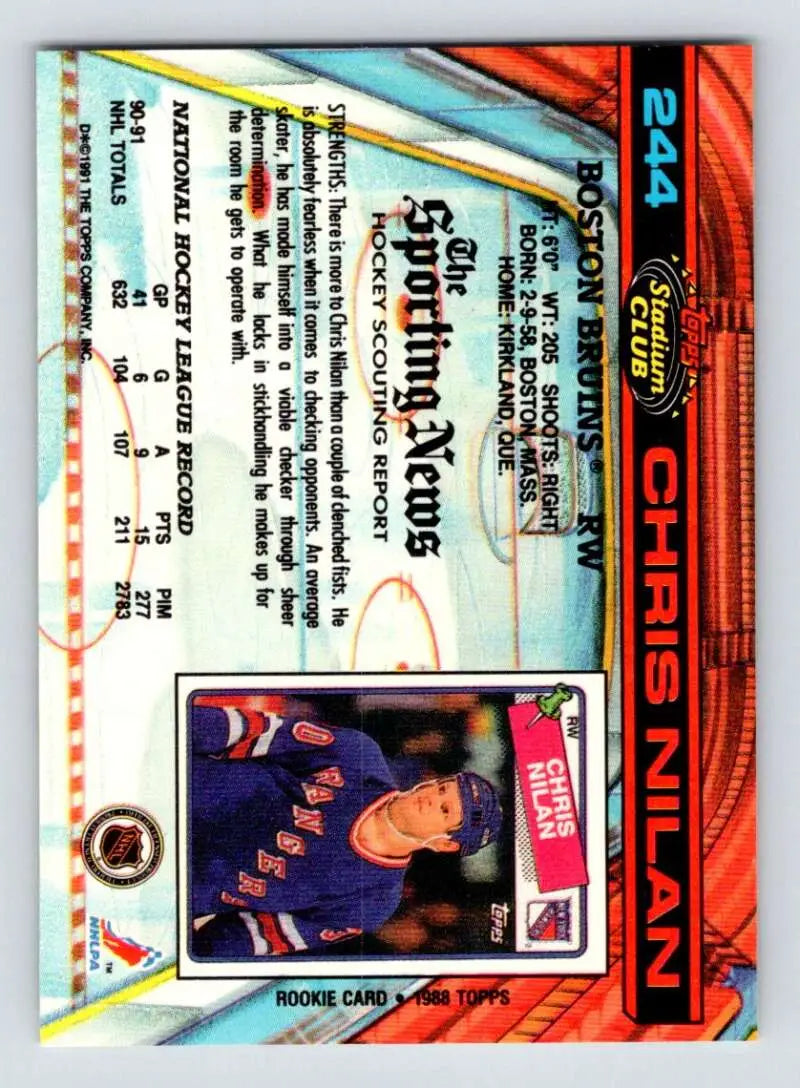 244
Topps
Stadium
CLUB
CHRIS NILAN
BOSTON BRUINS® RW
HT: 6'0" WT: 205 SHOOTS: RIGHT
BORN: 2-9-58, BOSTON, MASS.
HOME: KIRKLAND, QUE.
The
Sporting News
HOCKEY SCOUTING REPORT
STRENGTHS: There is more to Chris Nilan than a couple of clenched fists. He
is absolutely fearless when it comes to checking opponents. An average
skater, he has made himself into a viable checker through sheer
determination. What he lacks in stickhandling he makes up for
the room he gets to operate with.
NATIONAL HOCKEY LEAGUE RECORD
GP G A PTS PIM
90-91 41 6 9 15 277
NHL TOTALS 632 104 107 211 2783
D*©1991 THE TOPPS COMPANY, INC.
RW
CHRIS
NILAN
RANGER
TOPPS
ROOKIE CARD • 1988 TOPPS
NHL
NHLPA
™